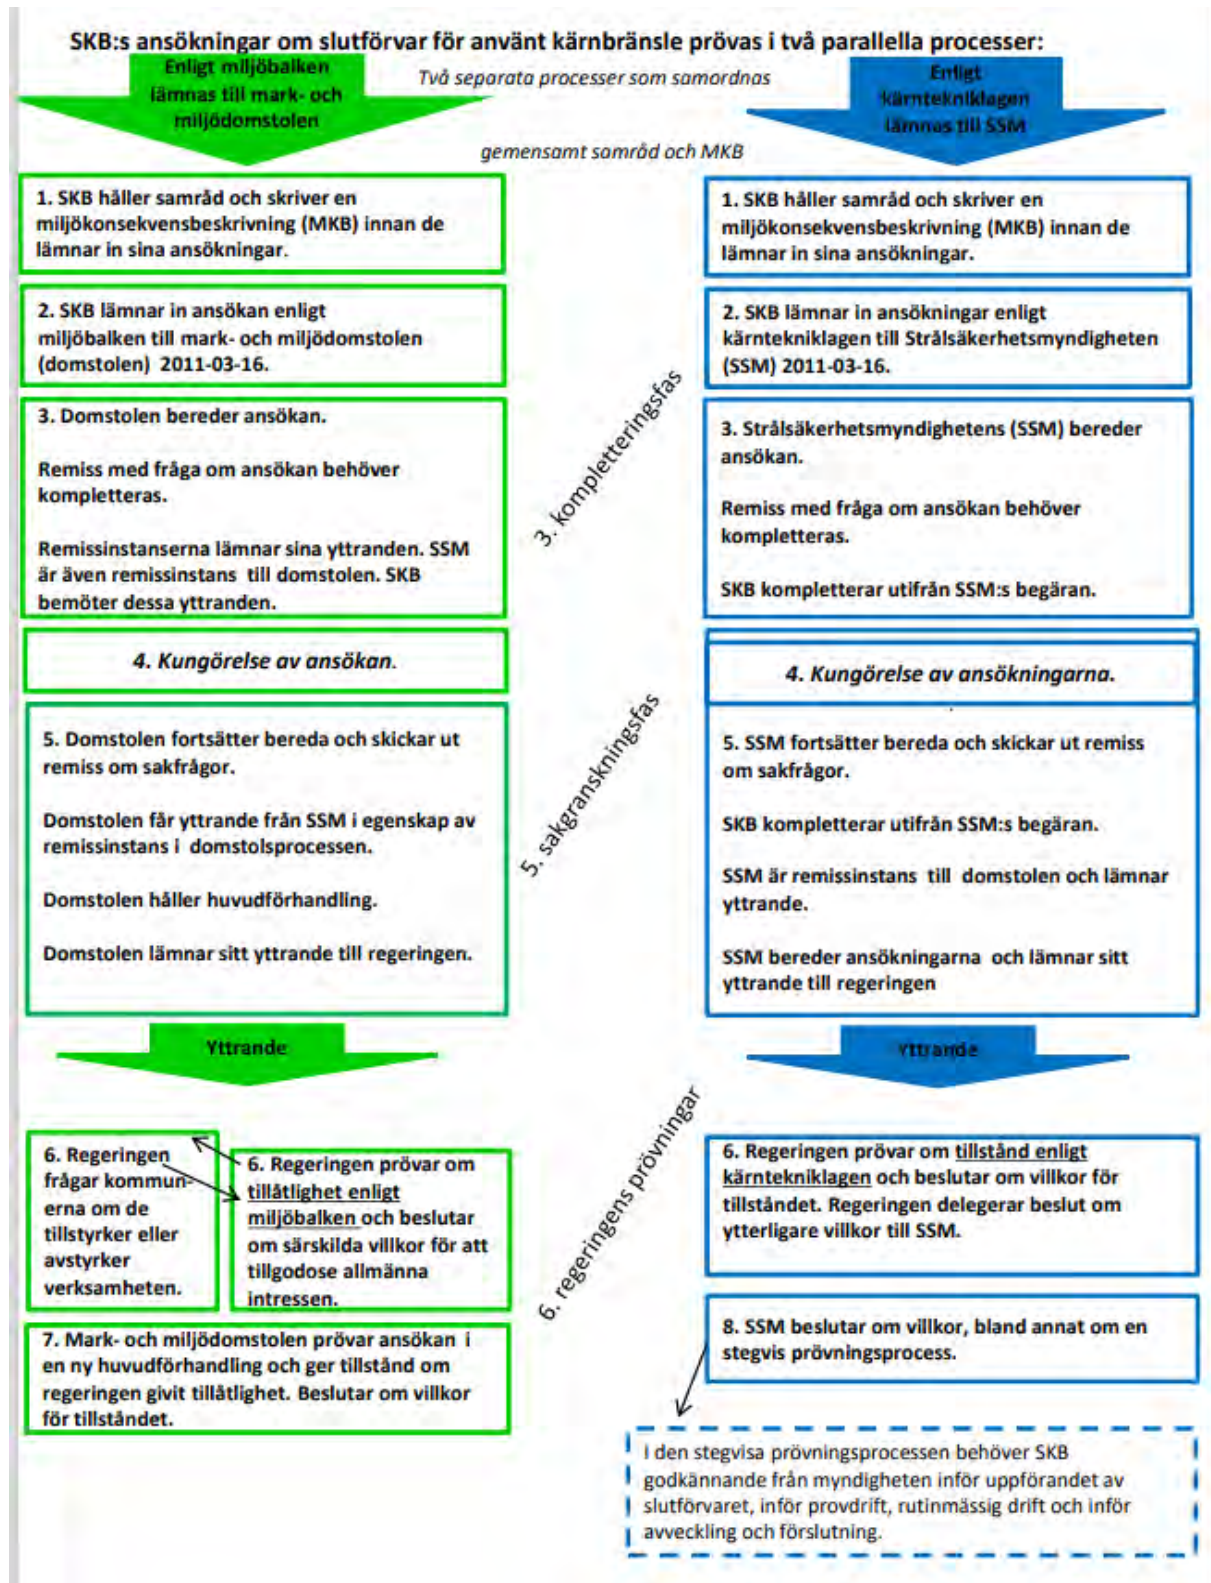 SKB:s ansökningar om slutförvar för använt kärnbränsle prövas i två parallella processer:
Enligt miljöbalken
lämnas till mark- och
miljödomstolen
Två separata processer som samordnas
Enligt
kärntekniklagen
lämnas till SSM
gemensamt samråd och MKB
1. SKB håller samråd och skriver en
miljökonsekvensbeskrivning (MKB) innan de
lämnar in sina ansökningar.
2. SKB lämnar in ansökan enligt
miljöbalken till mark- och miljödomstolen
(domstolen) 2011-03-16.
3. Domstolen bereder ansökan.
Remiss med fråga om ansökan behöver
kompletteras.
Remissinstanserna lämnar sina yttranden. SSM
är även remissinstans till domstolen. SKB
bemöter dessa yttranden.
4. Kungörelse av ansökan.
5. Domstolen fortsätter bereda och skickar ut
remiss om sakfrågor.
Domstolen får yttrande från SSM i egenskap av
remissinstans i domstolsprocessen.
Domstolen håller huvudförhandling.
Domstolen lämnar sitt yttrande till regeringen.
Yttrande
6. Regeringen
frågar kommun-
erna om de
tillstyrker eller
avstyrker
verksamheten.
6. Regeringen prövar om
tillåtlighet enligt
miljöbalken och beslutar
om särskilda villkor för att
tillgodose allmänna
intressen.
7. Mark- och miljödomstolen prövar ansökan i
en ny huvudförhandling och ger tillstånd om
regeringen givit tillåtlighet. Beslutar om villkor
för tillståndet.
3. kompletteringsfas
5. sakgranskningsfas
6. regeringens prövningar
1. SKB håller samråd och skriver en
miljökonsekvensbeskrivning (MKB) innan de
lämnar in sina ansökningar.
2. SKB lämnar in ansökningar enligt
kärntekniklagen till Strålsäkerhetsmyndigheten
(SSM) 2011-03-16.
3. Strålsäkerhetsmyndighetens (SSM) bereder
ansökan.
Remiss med fråga om ansökan behöver
kompletteras.
SKB kompletterar utifrån SSM:s begäran.
4. Kungörelse av ansökningarna.
5. SSM fortsätter bereda och skickar ut remiss
om sakfrågor.
SKB kompletterar utifrån SSM:s begäran.
SSM är remissinstans till domstolen och lämnar
yttrande.
SSM bereder ansökningarna och lämnar sitt
yttrande till regeringen
Yttrande
6. Regeringen prövar om tillstånd enligt
kärntekniklagen och beslutar om villkor för
tillståndet. Regeringen delegerar beslut om
ytterligare villkor till SSM.
8. SSM beslutar om villkor, bland annat om en
stegvis prövningsprocess.
I den stegvisa prövningsprocessen behöver SKB
godkännande från myndigheten inför uppförandet av
slutförvaret, inför provdrift, rutinmässig drift och inför
avveckling och förslutning.